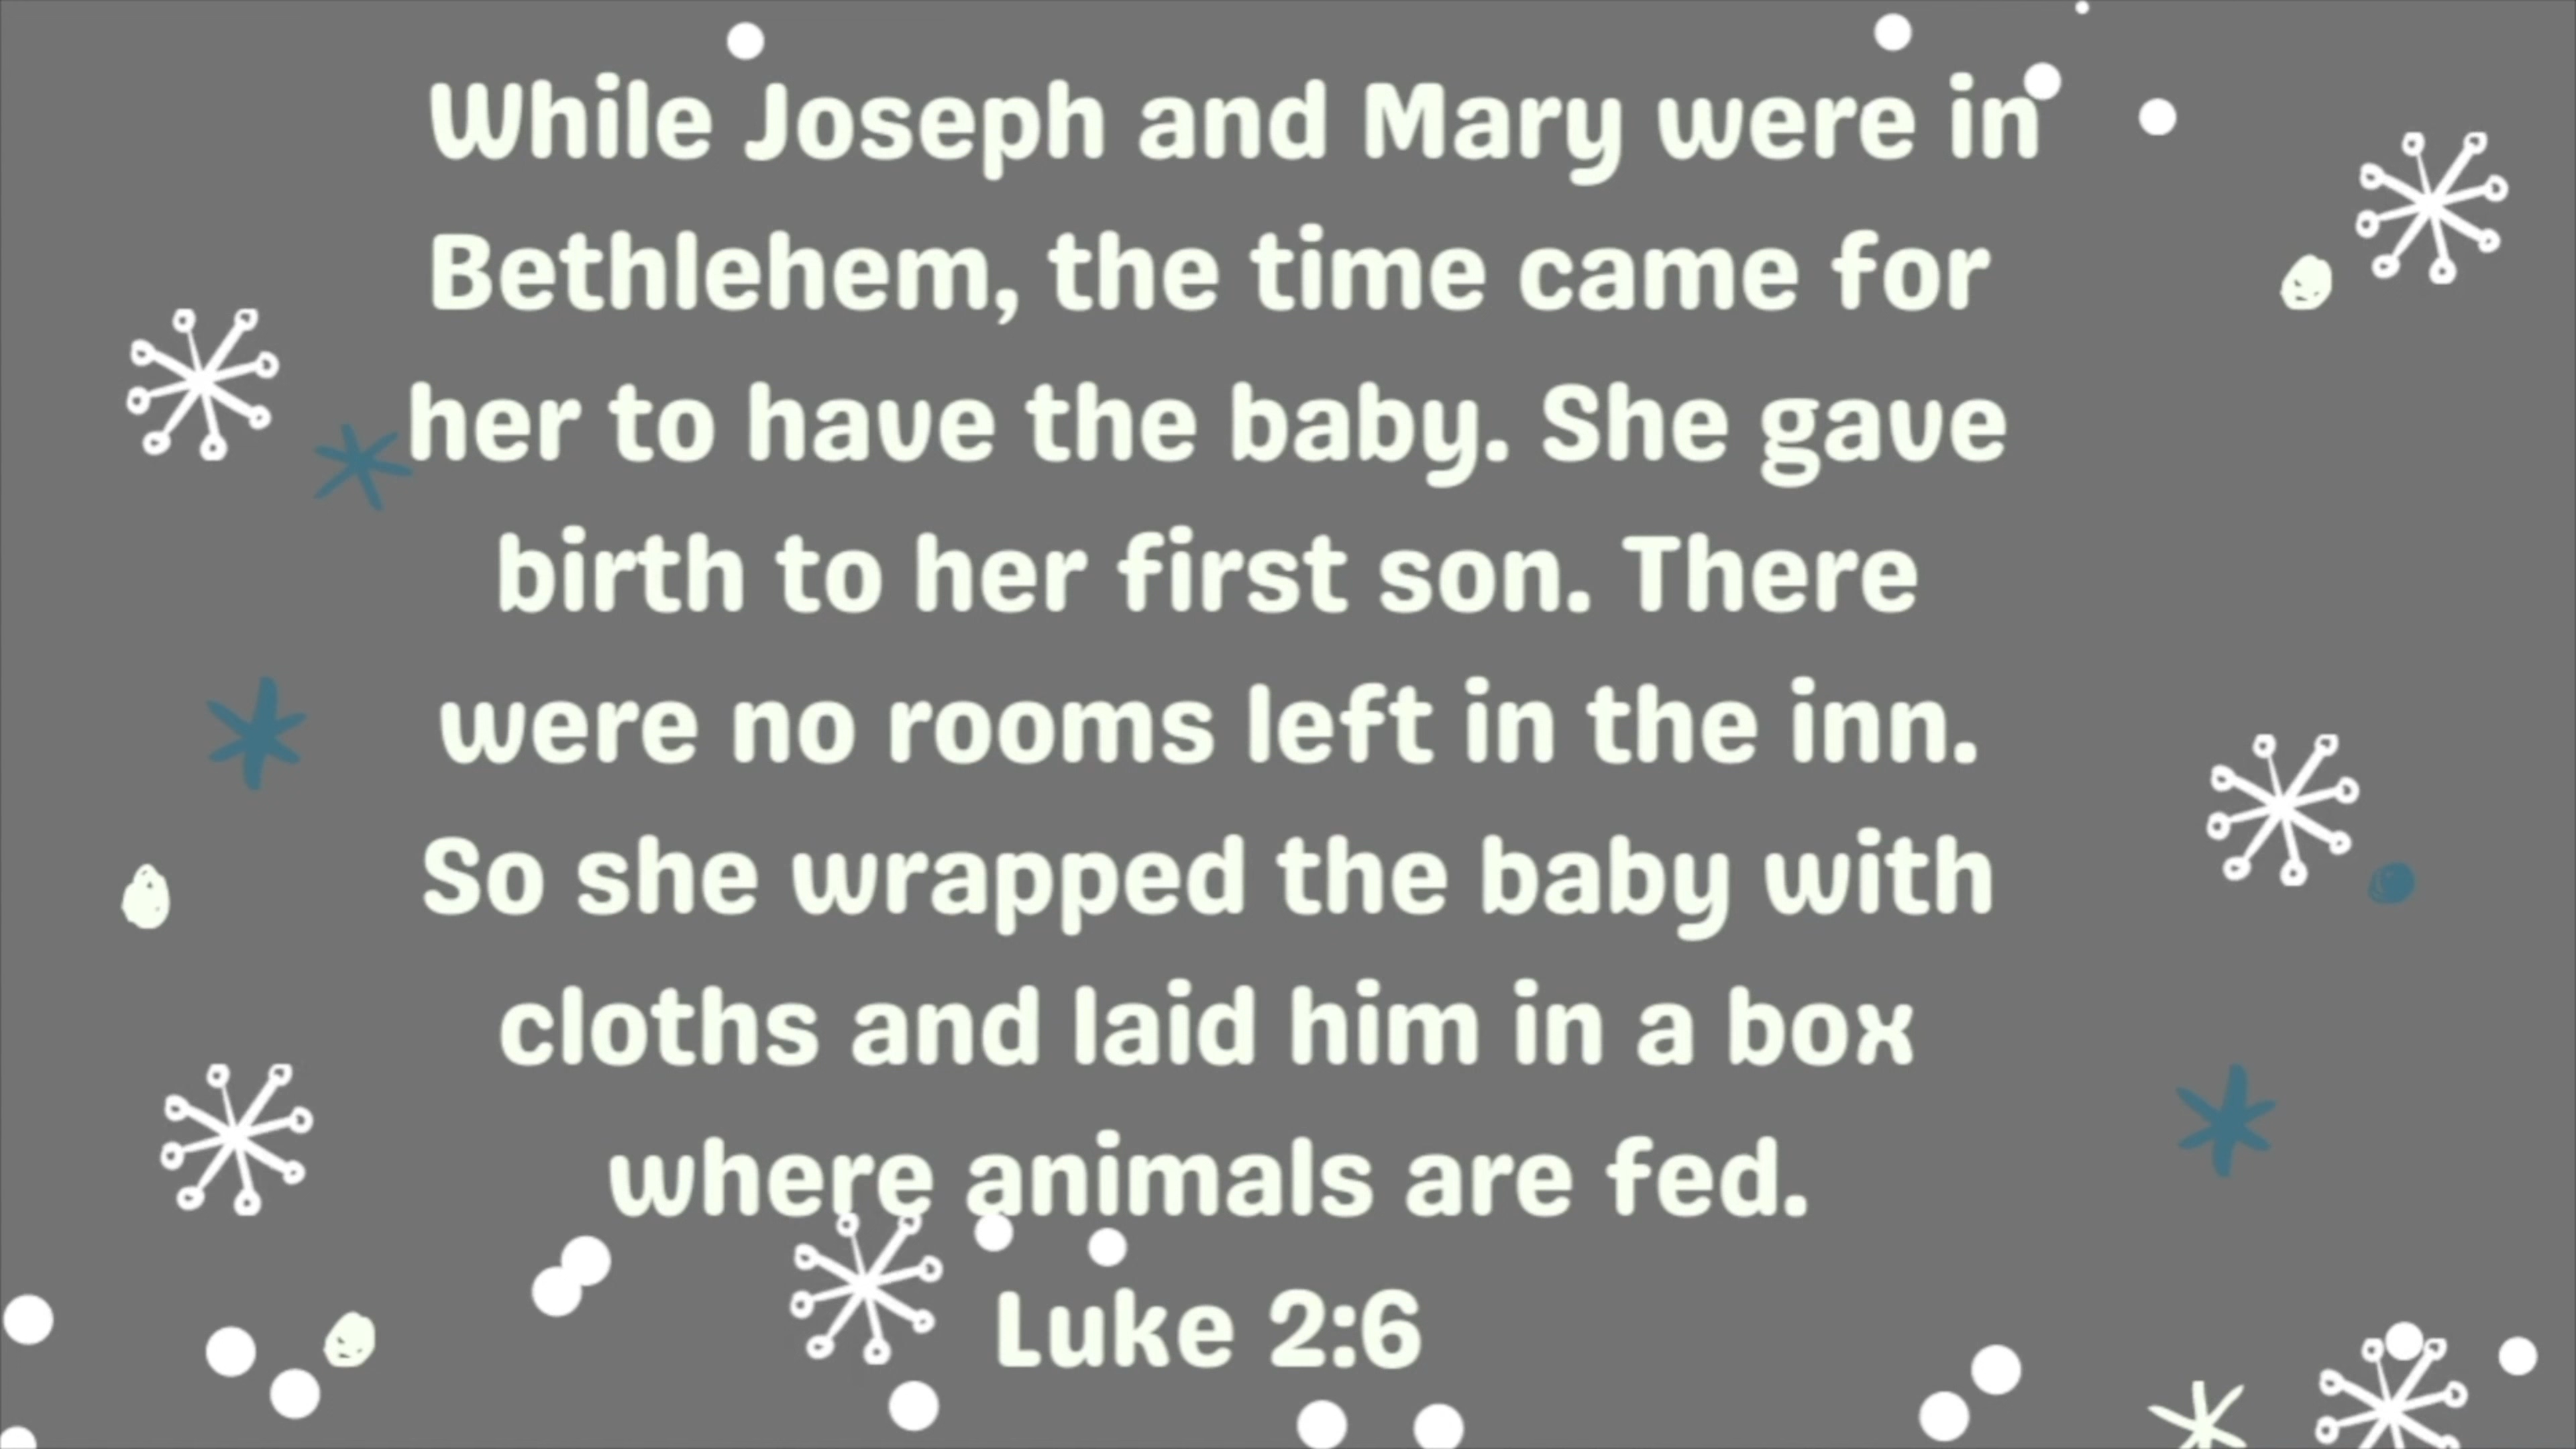 While Joseph and Mary were in
Bethlehem, the time came for
her to have the baby. She gave
birth to her first son. There
were no rooms left in the inn.
So she wrapped the baby with
cloths and laid him in a box
where animals are fed.
Luke 2:6